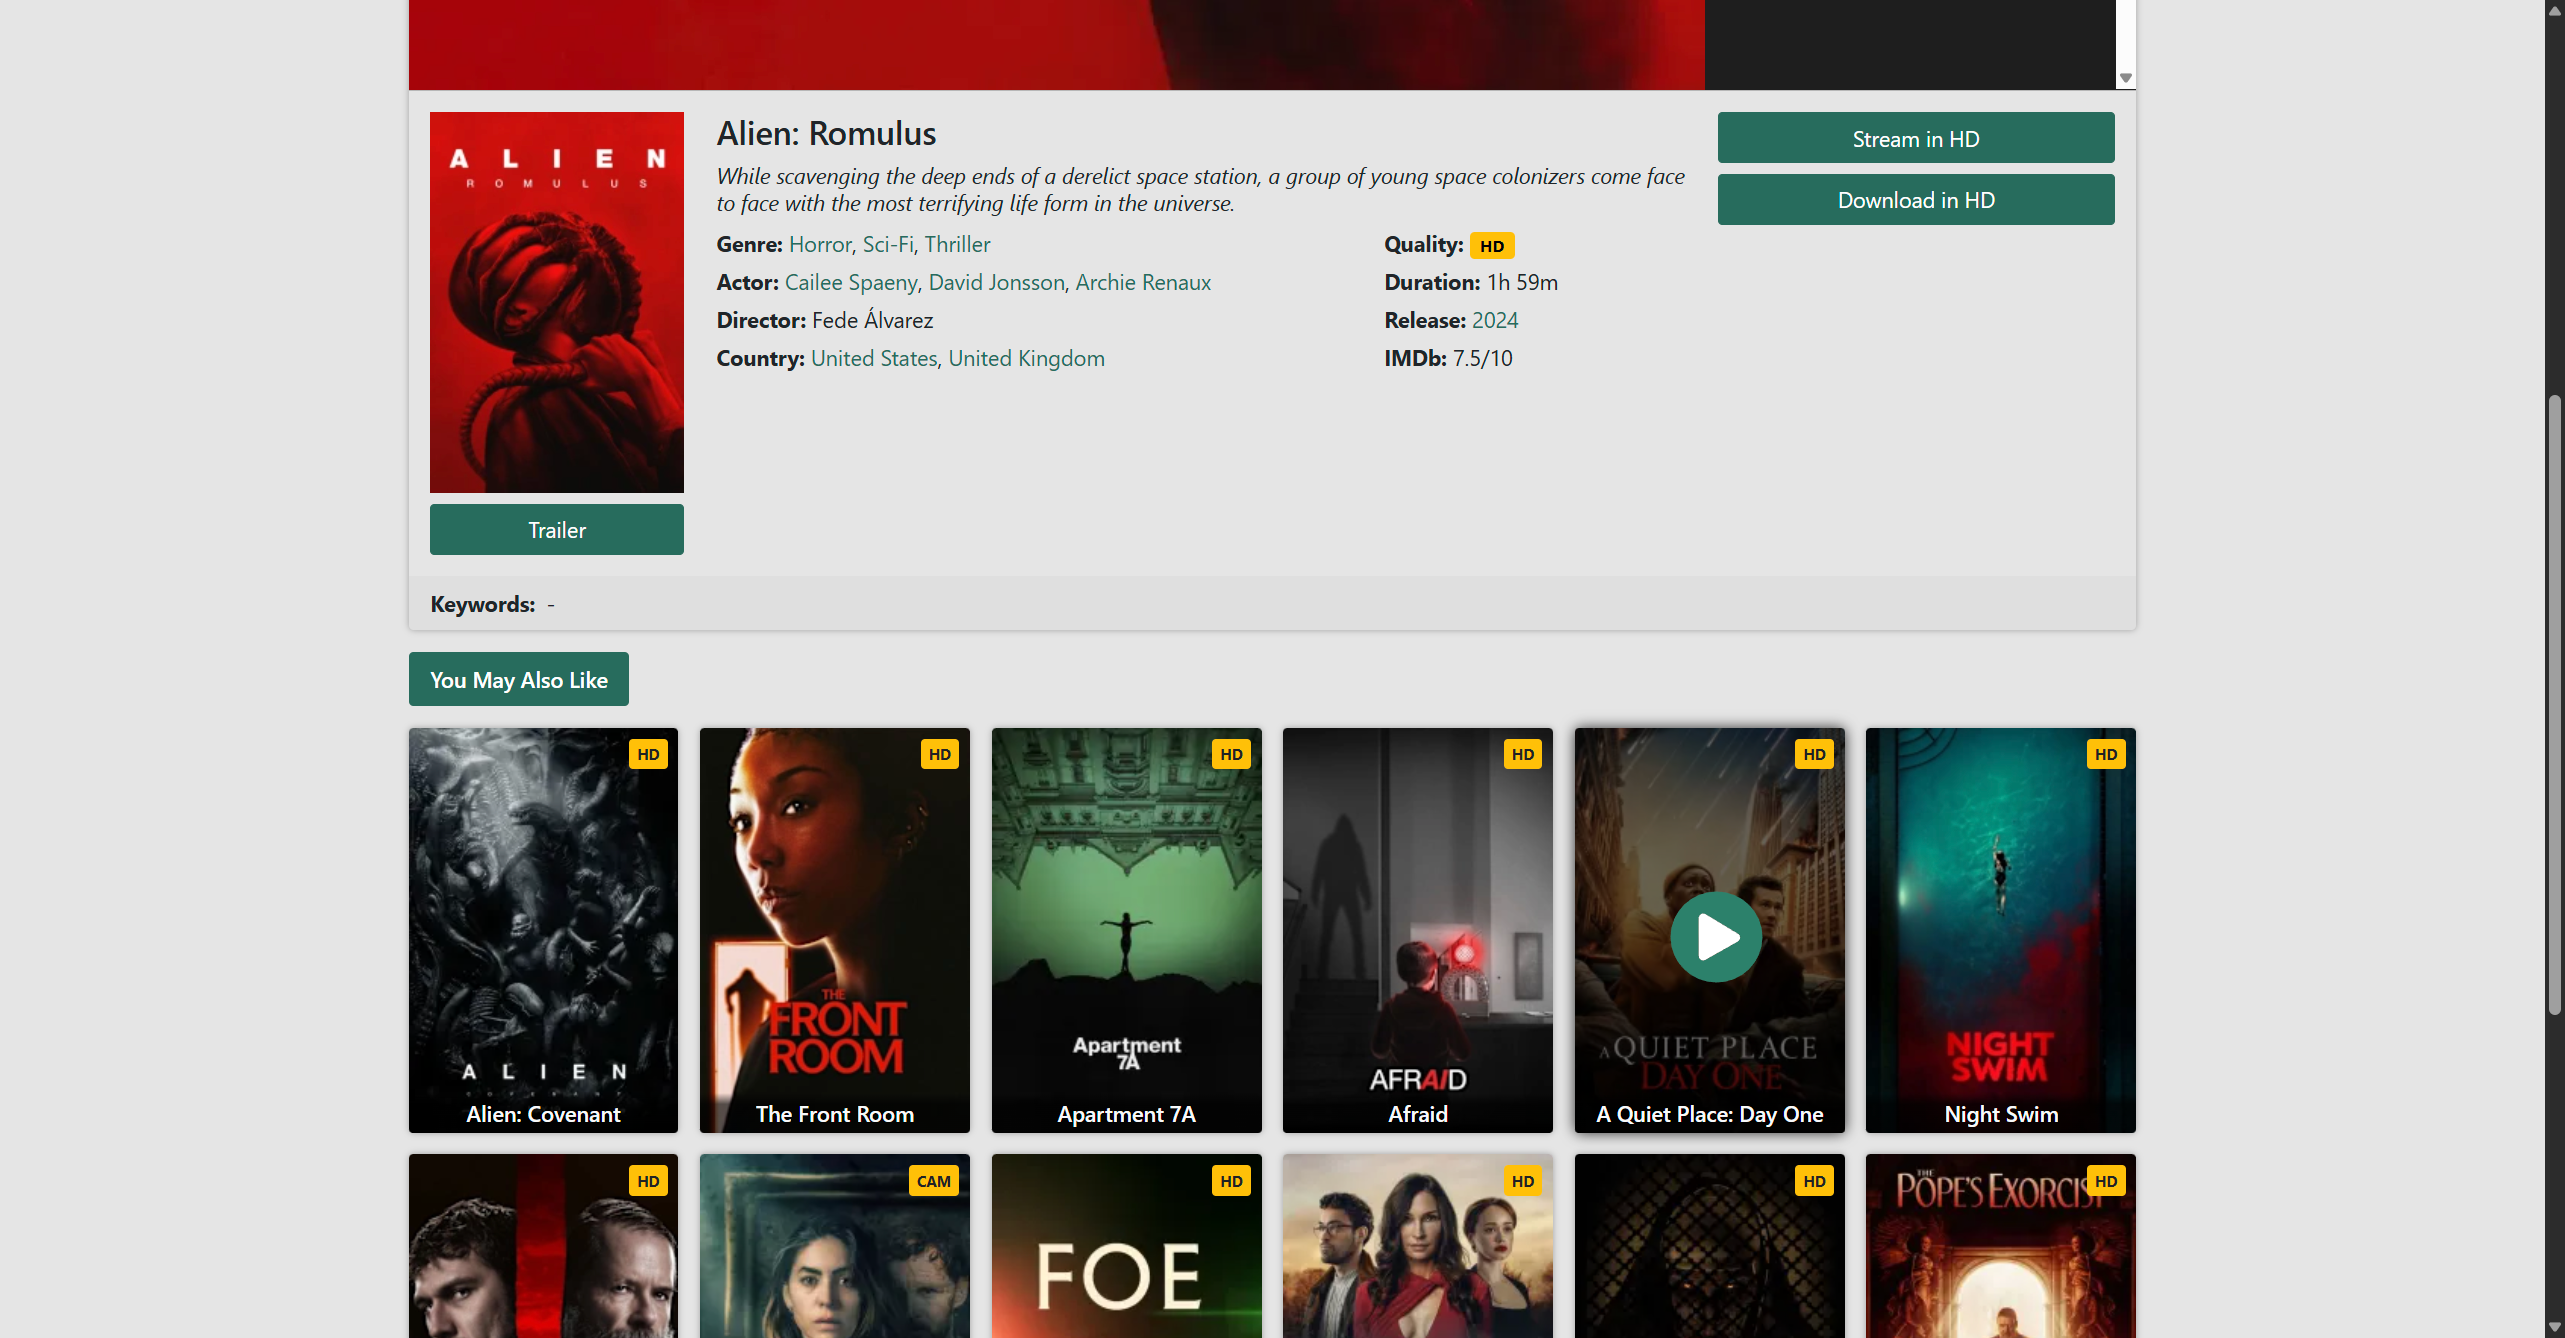 ALIEN
ROMULUS
Trailer
Alien: Romulus
While scavenging the deep ends of a derelict space station, a group of young space colonizers come face
to face with the most terrifying life form in the universe.
Genre: Horror, Sci-Fi, Thriller
Actor: Cailee Spaeny, David Jonsson, Archie Renaux
Director: Fede Álvarez
Country: United States, United Kingdom
Quality: HD
Duration: 1h 59m
Release: 2024
IMDb: 7.5/10
Stream in HD
Download in HD
Keywords: -
You May Also Like
HD
ALIEN
COVENANT
Alien: Covenant
HD
THE
FRONT
ROOM
The Front Room
HD
Apartment
7A
Apartment 7A
HD
AFRAID
Afraid
HD
A QUIET PLACE
DAY ONE
A Quiet Place: Day One
HD
NIGHT
SWIM
Night Swim
HD
CAM
HD
FOE
HD
HD
HD
THE
POPE'S EXORCIST